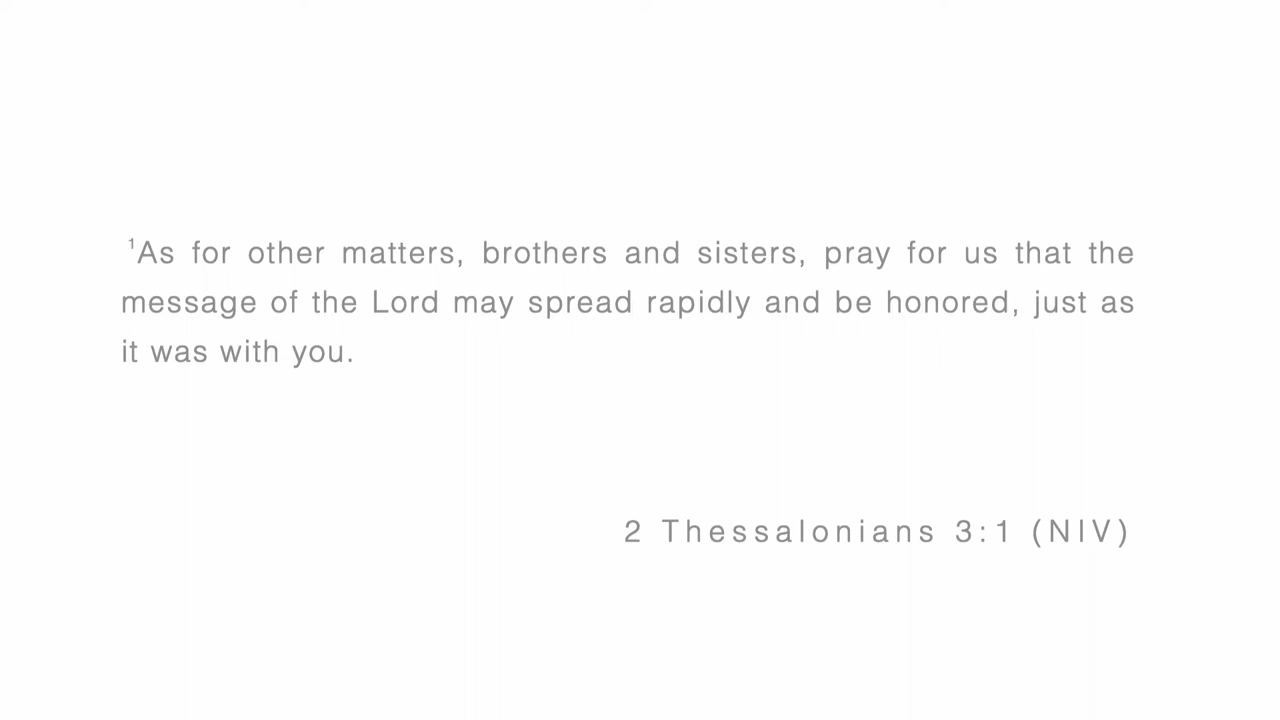 ¹As for other matters, brothers and sisters, pray for us that the
message of the Lord may spread rapidly and be honored, just as
it was with you.
2 Thessalonians 3:1 (NIV)